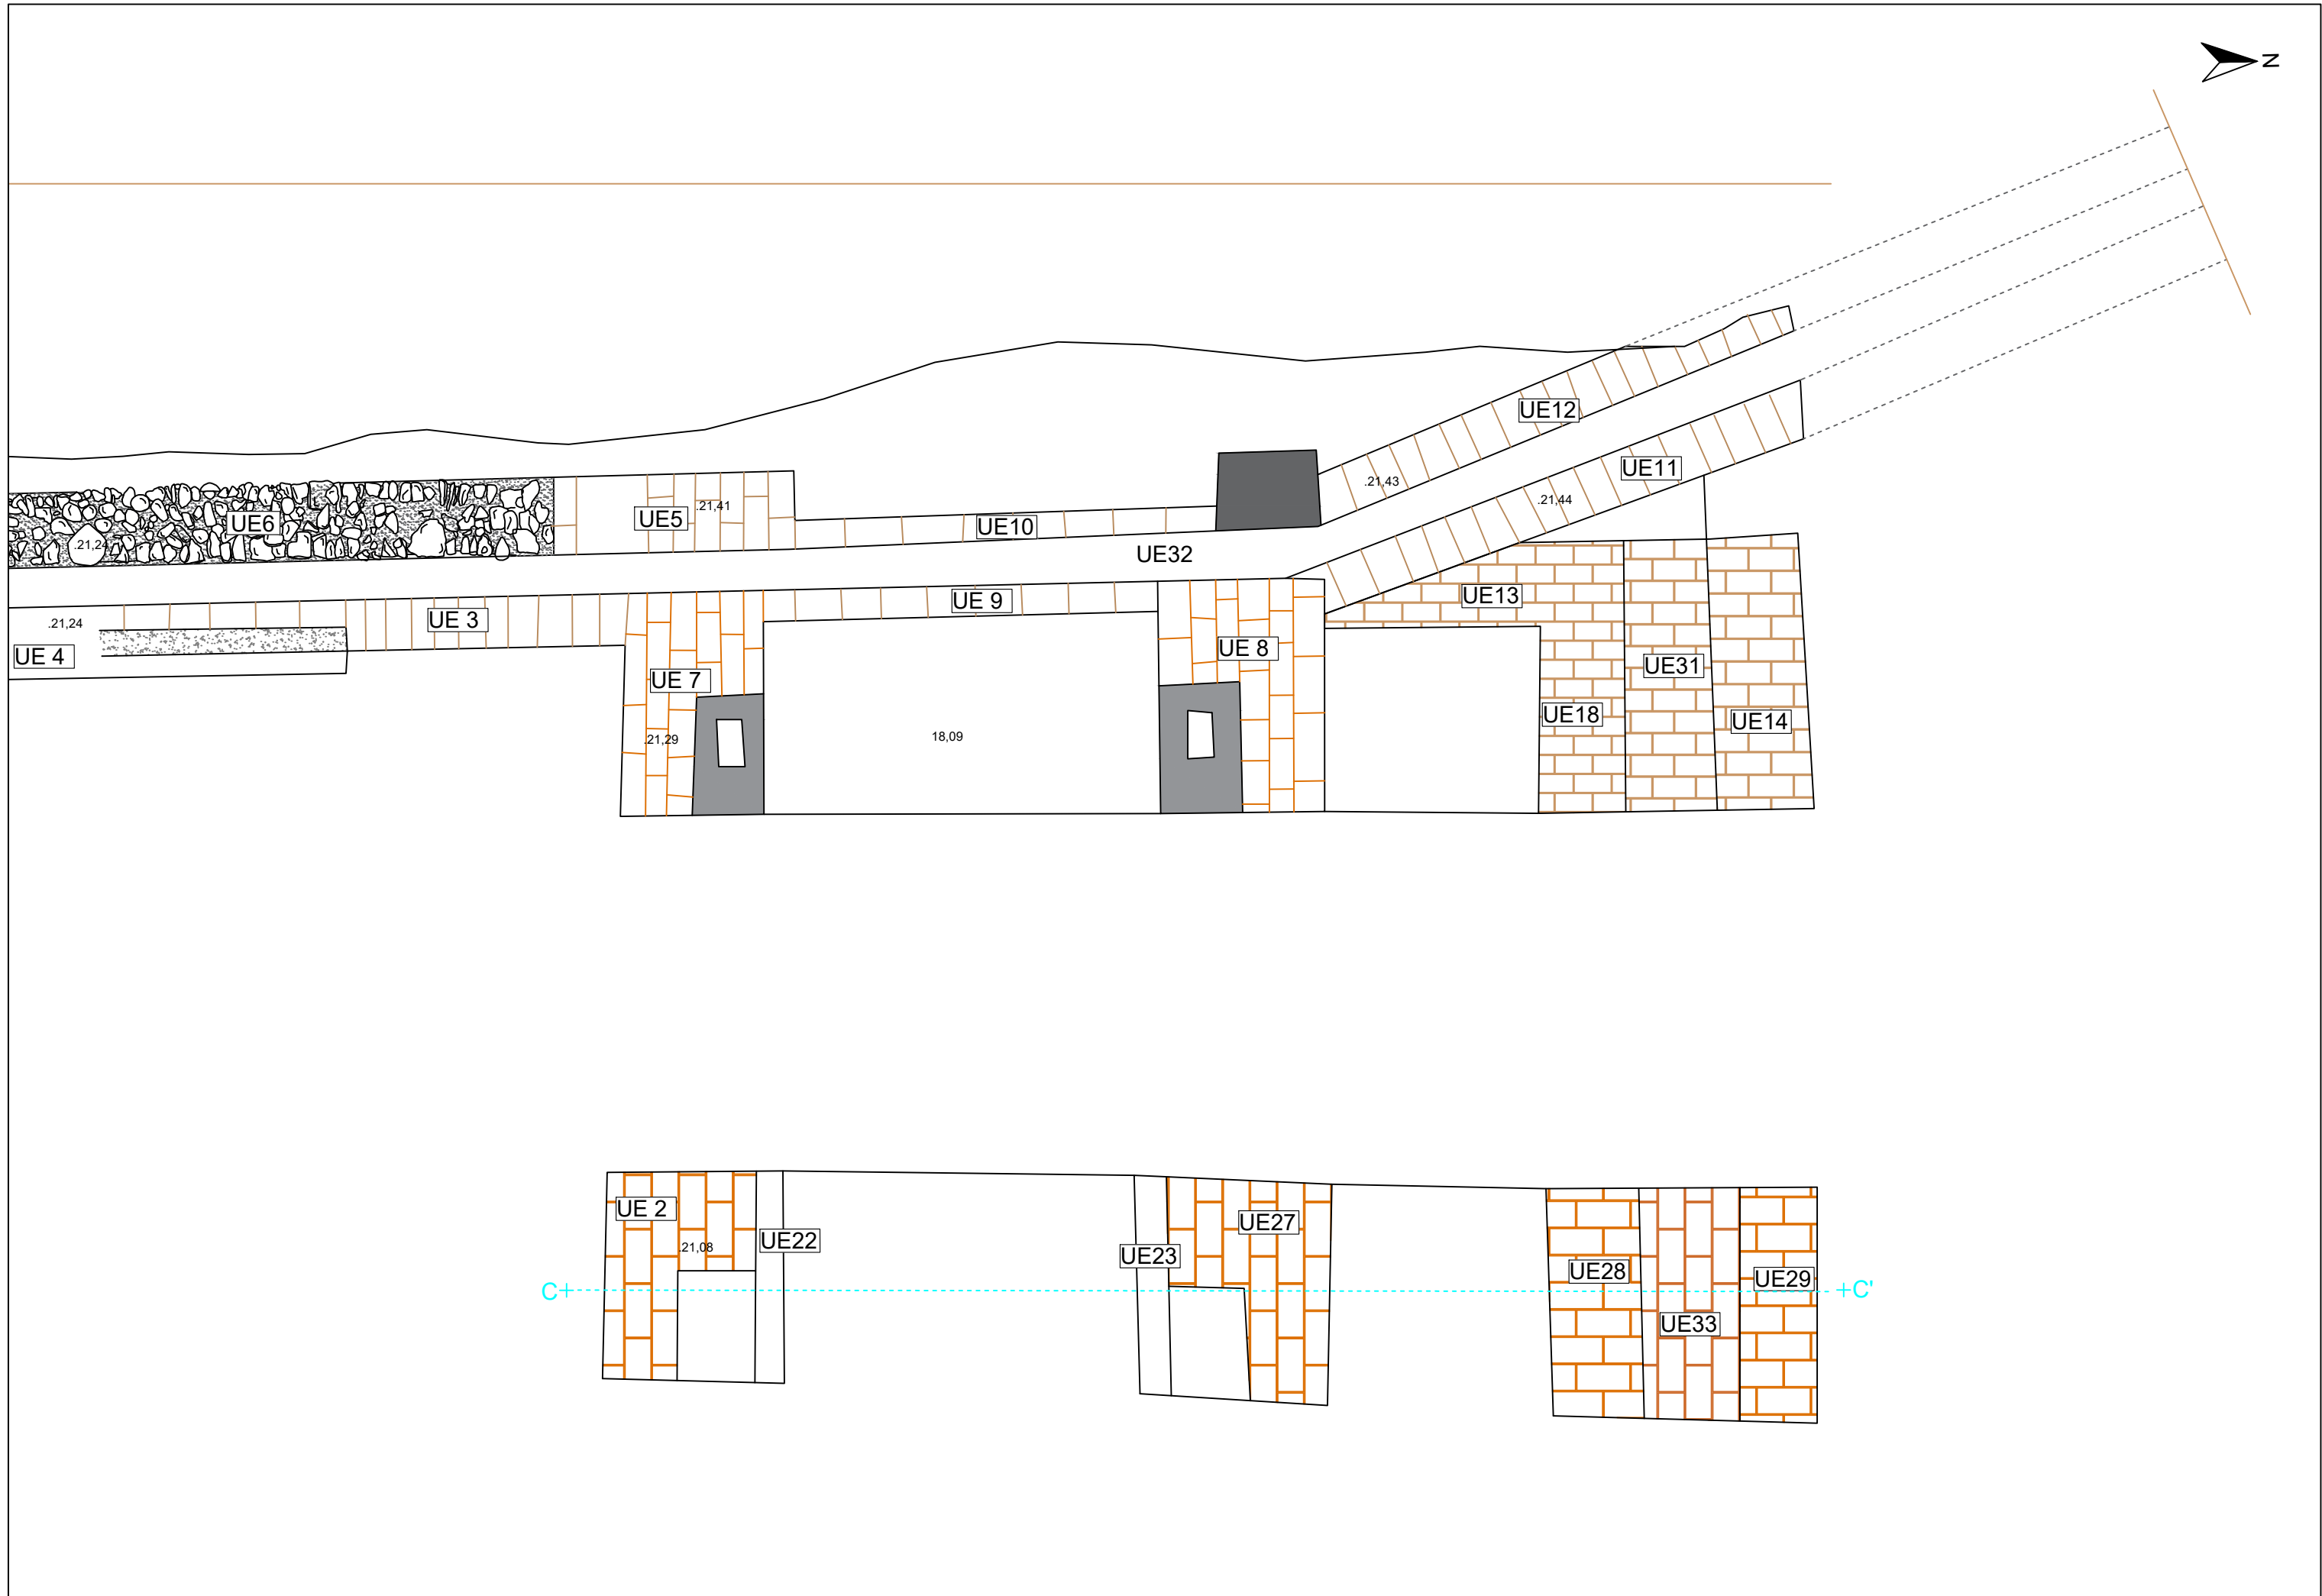 N
UE12
UE11
.21,43
.21,44
UE6
UE5
.21,41
UE10
.21,24
UE32
UE 3
UE 9
UE13
.21,24
UE 4
UE 7
UE 8
UE31
UE18
UE14
.21,29
18,09
UE 2
UE27
.21,08
UE22
UE23
UE28
UE29
C
C'
UE33